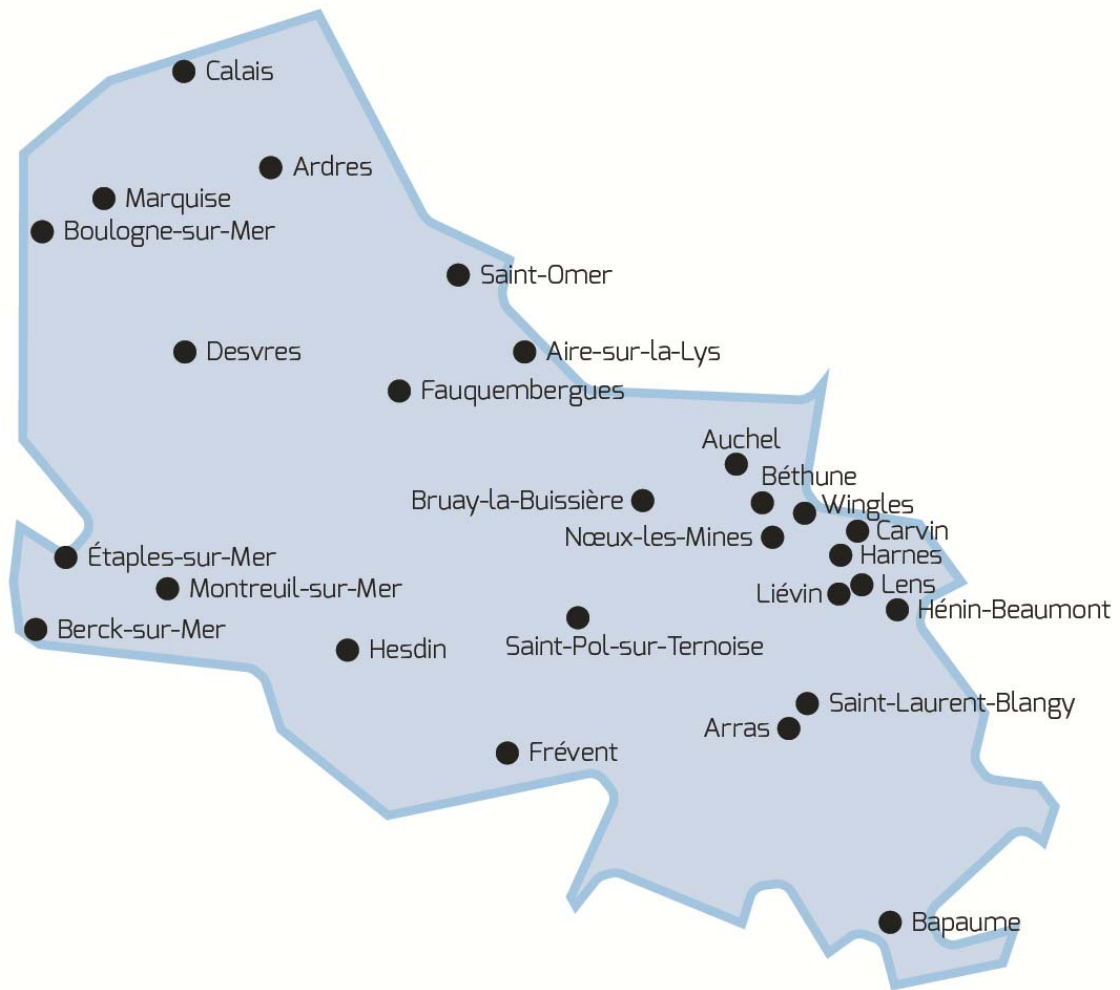 Calais
Ardres
Marquise
Boulogne-sur-Mer
Saint-Omer
Desvres
Aire-sur-la-Lys
Fauquembergues
Auchel
Béthune
Bruay-la-Buissière
Wingles
Carvin
Nœux-les-Mines
Harnes
Étaples-sur-Mer
Lens
Montreuil-sur-Mer
Liévin
Hénin-Beaumont
Berck-sur-Mer
Saint-Pol-sur-Ternoise
Hesdin
Saint-Laurent-Blangy
Arras
Frévent
Bapaume